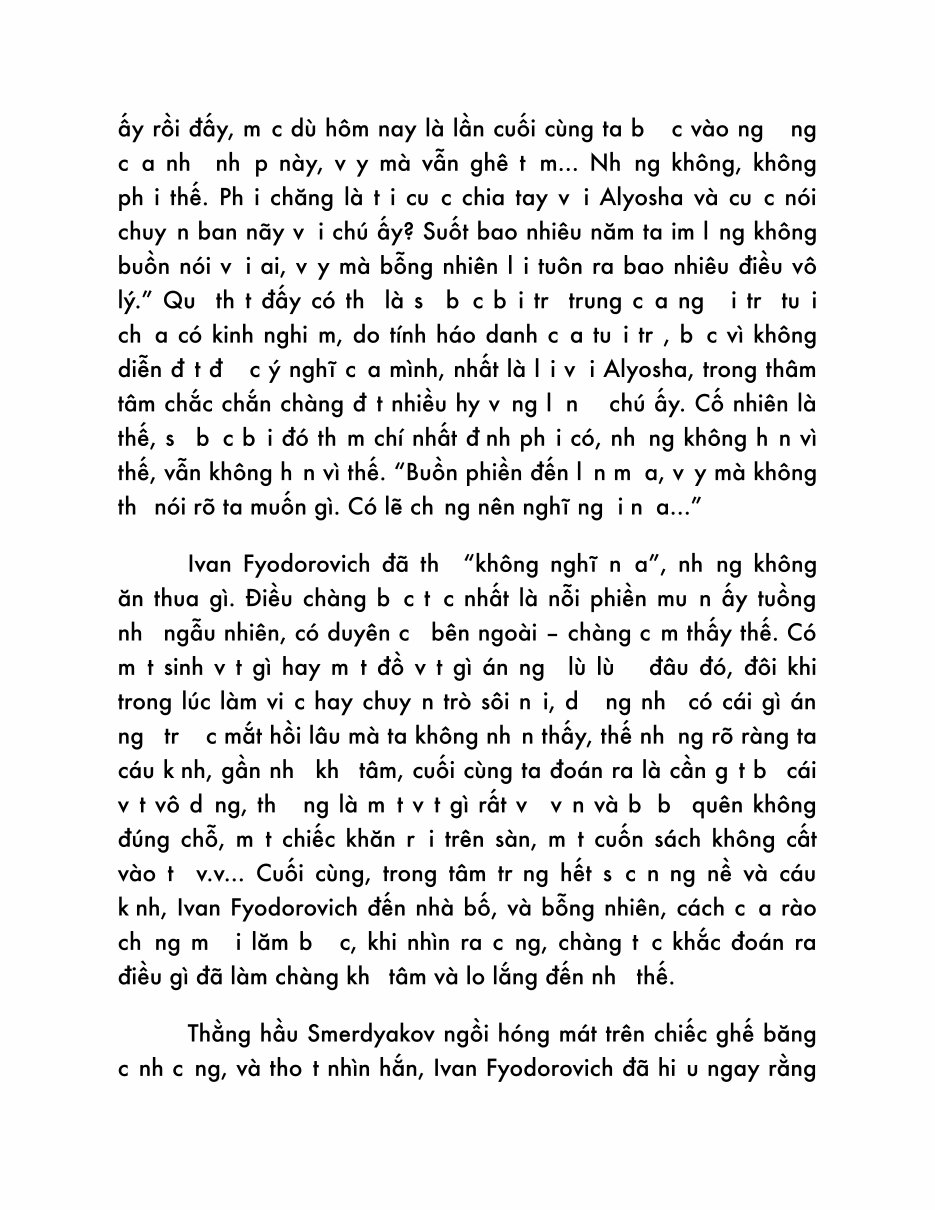 ấy rồi đấy, m c dù hôm nay là lần cuối cùng ta b c vào ng ng
c a nh nh p này, v y mà vẫn ghê t m... Nh ng không, không
ph i thế. Ph i chăng là t i cu c chia tay v i Alyosha và cu c nói
chuy n ban nãy v i chú ấy? Suốt bao nhiêu năm ta im l ng không
buồn nói v i ai, v y mà bỗng nhiên l i tuôn ra bao nhiêu điều vô
lý.” Qu th t đấy có th là s b c b i tr trung c a ng i tr tu i
ch a có kinh nghi m, do tính háo danh c a tu i tr , b c vì không
diễn đ t đ c ý nghĩ c a mình, nhất là l i v i Alyosha, trong thâm
tâm chắc chắn chàng đ t nhiều hy v ng l n chú ấy. Cố nhiên là
thế, s b c b i đó th m chí nhất đ nh ph i có, nh ng không h n vì
thế, vẫn không h n vì thế. “Buồn phiền đến l n m a, v y mà không
th nói rõ ta muốn gì. Có lẽ ch ng nên nghĩ ng i n a...”
Ivan Fyodorovich đã th “không nghĩ n a”, nh ng không
ăn thua gì. Điều chàng b c t c nhất là nỗi phiền mu n ấy tuồng
nh ngẫu nhiên, có duyên c bên ngoài – chàng c m thấy thế. Có
m t sinh v t gì hay m t đồ v t gì án ng lù lù đâu đó, đôi khi
trong lúc làm vi c hay chuy n trò sôi n i, d ng nh có cái gì án
ng tr c mắt hồi lâu mà ta không nh n thấy, thế nh ng rõ ràng ta
cáu k nh, gần nh kh tâm, cuối cùng ta đoán ra là cần g t b cái
v t vô d ng, th ng là m t v t gì rất v v n và b b quên không
đúng chỗ, m t chiếc khăn r i trên sàn, m t cuốn sách không cất
vào t v.v... Cuối cùng, trong tâm tr ng hết s c n ng nề và cáu
k nh, Ivan Fyodorovich đến nhà bố, và bỗng nhiên, cách c a rào
ch ng m i lăm b c, khi nhìn ra c ng, chàng t c khắc đoán ra
điều gì đã làm chàng kh tâm và lo lắng đến nh thế.
Thằng hầu Smerdyakov ngồi hóng mát trên chiếc ghế băng
c nh c ng, và tho t nhìn hắn, Ivan Fyodorovich đã hi u ngay rằng